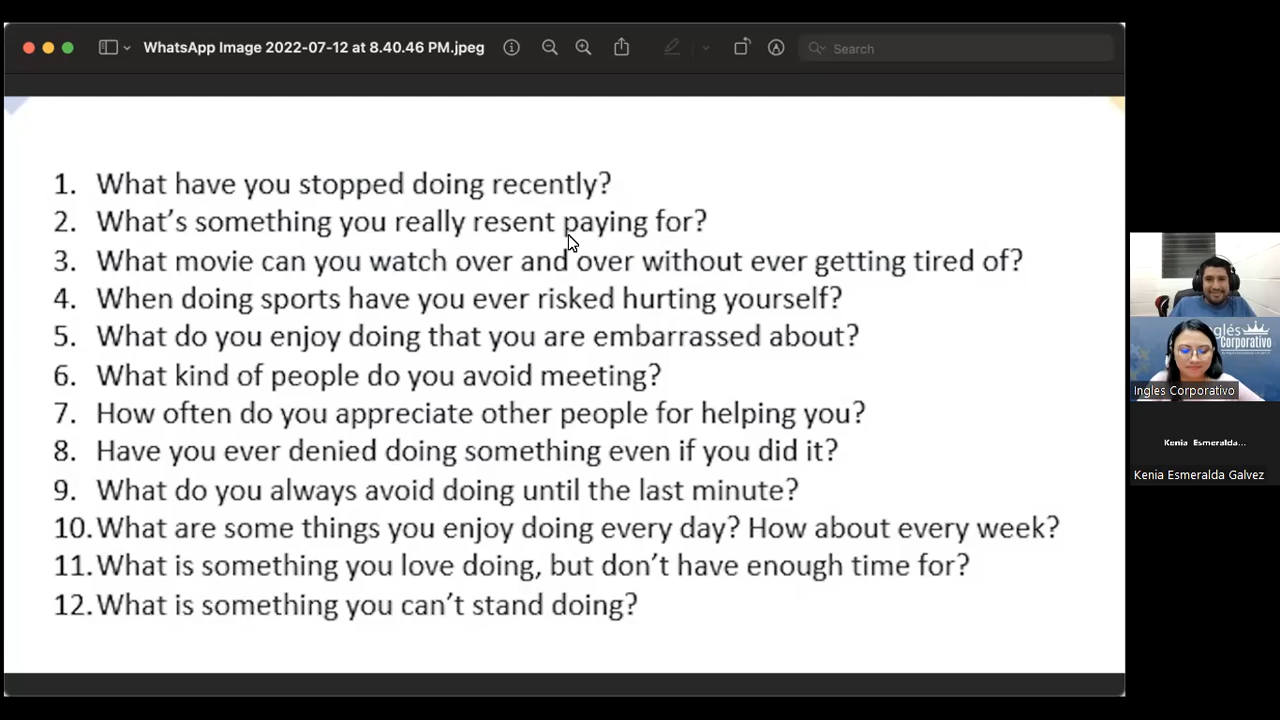 WhatsApp Image 2022-07-12 at 8.40.46 PM.jpeg
Search
1. What have you stopped doing recently?
2. What's something you really resent paying for?
3. What movie can you watch over and over without ever getting tired of?
4. When doing sports have you ever risked hurting yourself?
5. What do you enjoy doing that you are embarrassed about?
6. What kind of people do you avoid meeting?
7. How often do you appreciate other people for helping you?
8. Have you ever denied doing something even if you did it?
9. What do you always avoid doing until the last minute?
10. What are some things you enjoy doing every day? How about every week?
11. What is something you love doing, but don't have enough time for?
12. What is something you can't stand doing?
glés
Corporativo
Ingles Corporativo
Kenia Esmeralda...
Kenia Esmeralda Galvez